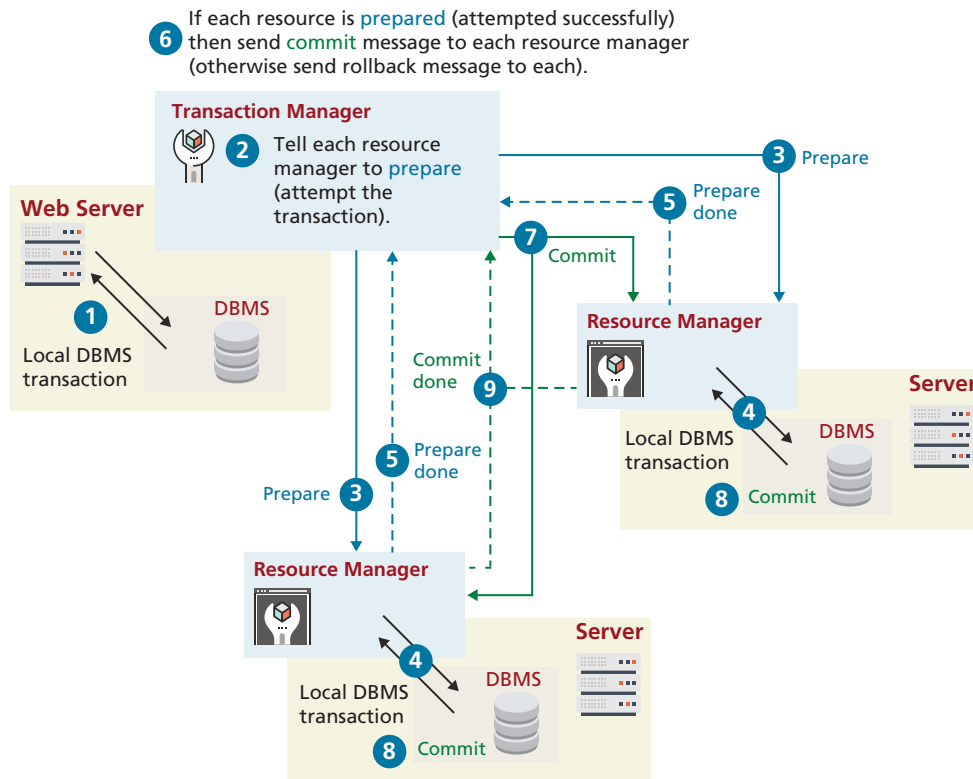 6
If each resource is prepared (attempted successfully)
then send commit message to each resource manager
(otherwise send rollback message to each).
Transaction Manager
2
Tell each resource
manager to prepare
(attempt the
transaction).
3 Prepare
5 Prepare
done
Web Server
7
Commit
1
DBMS
Local DBMS
transaction
Resource Manager
Commit
done
9
Server
4
DBMS
Local DBMS
transaction
8 Commit
5 Prepare
done
Prepare 3
Resource Manager
Server
4
DBMS
Local DBMS
transaction
8 Commit